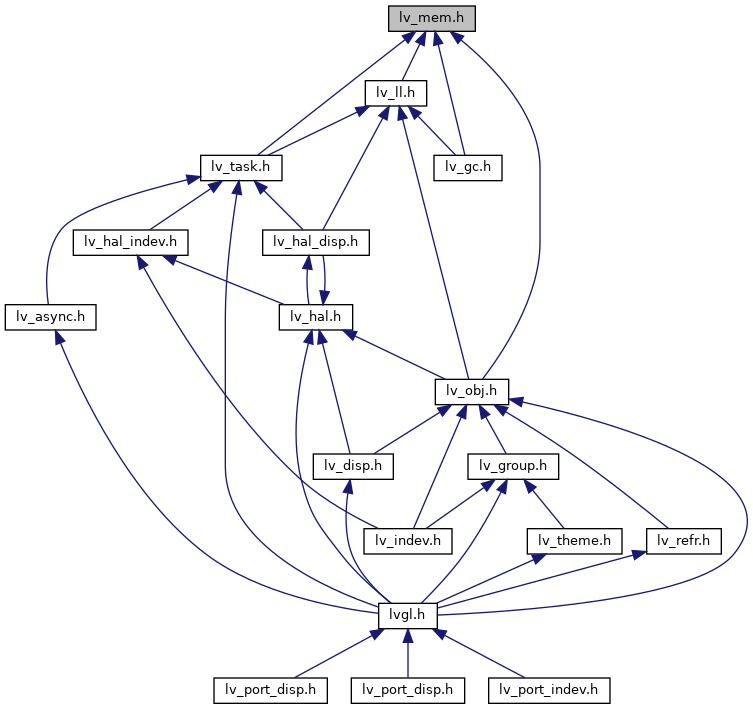 lv_mem.h
lv_ll.h
lv_task.h
lv_gc.h
lv_hal_indev.h
lv_hal_disp.h
lv_async.h
lv_hal.h
lv_obj.h
lv_disp.h
lv_group.h
lv_indev.h
lv_theme.h
lv_refr.h
lvgl.h
lv_port_disp.h
lv_port_disp.h
lv_port_indev.h